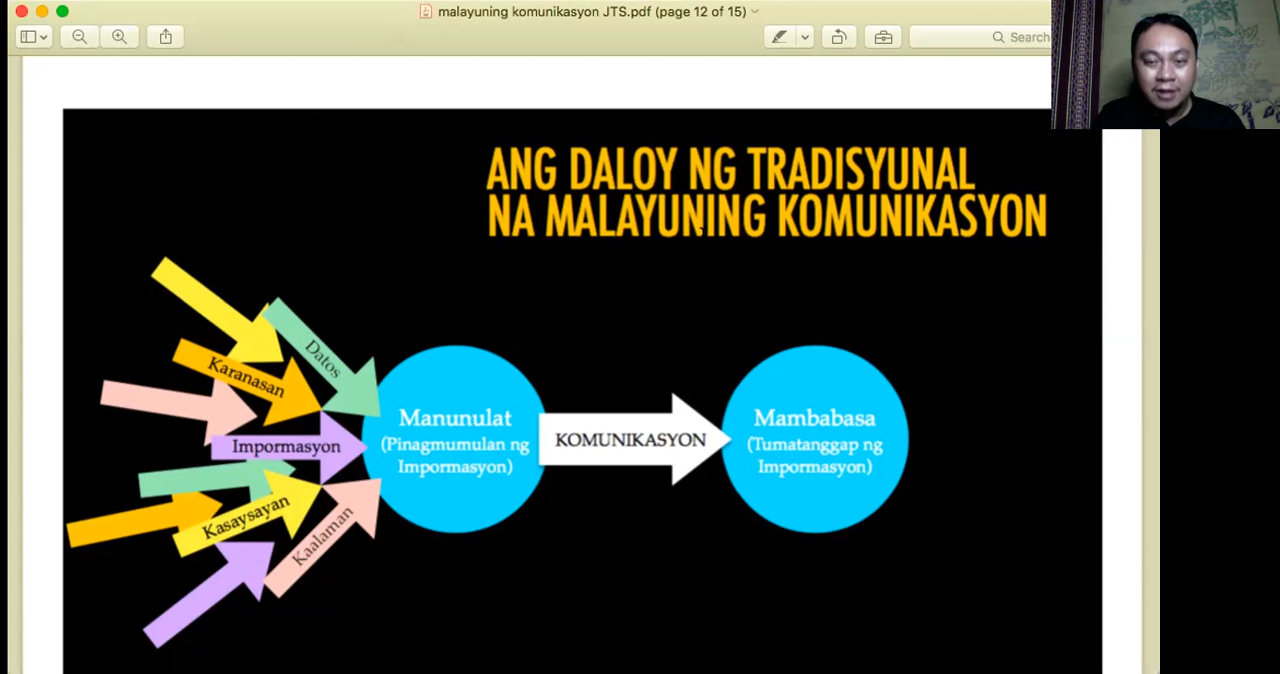 malayuning komunikasyon JTS.pdf (page 12 of 15)
Search
ANG DALOY NG TRADISYUNAL
NA MALAYUNING KOMUNIKASYON
Datos
Karanasan
Impormasyon
Kasaysayan
Kaalaman
Manunulat
(Pinagmumulan ng
Impormasyon)
KOMUNIKASYON
Mambabasa
(Tumatanggap ng
Impormasyon)